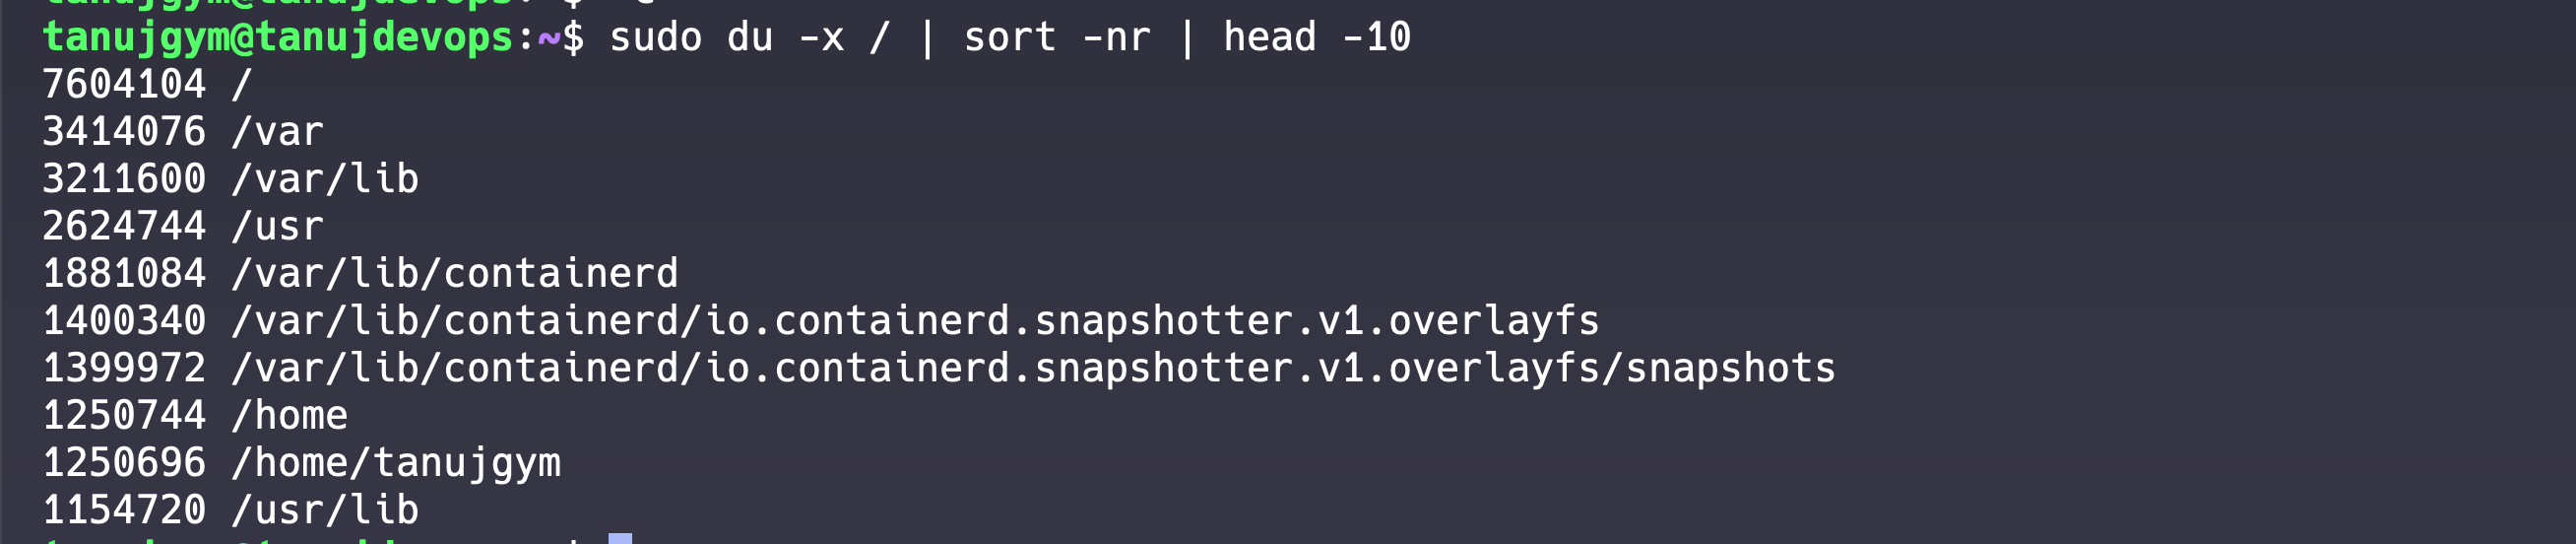 tanujgym@tanujdevops:~$ sudo du -x / | sort -nr | head -10
7604104 /
3414076 /var
3211600 /var/lib
2624744 /usr
1881084 /var/lib/containerd
1400340 /var/lib/containerd/io.containerd.snapshotter.v1.overlayfs
1399972 /var/lib/containerd/io.containerd.snapshotter.v1.overlayfs/snapshots
1250744 /home
1250696 /home/tanujgym
1154720 /usr/lib